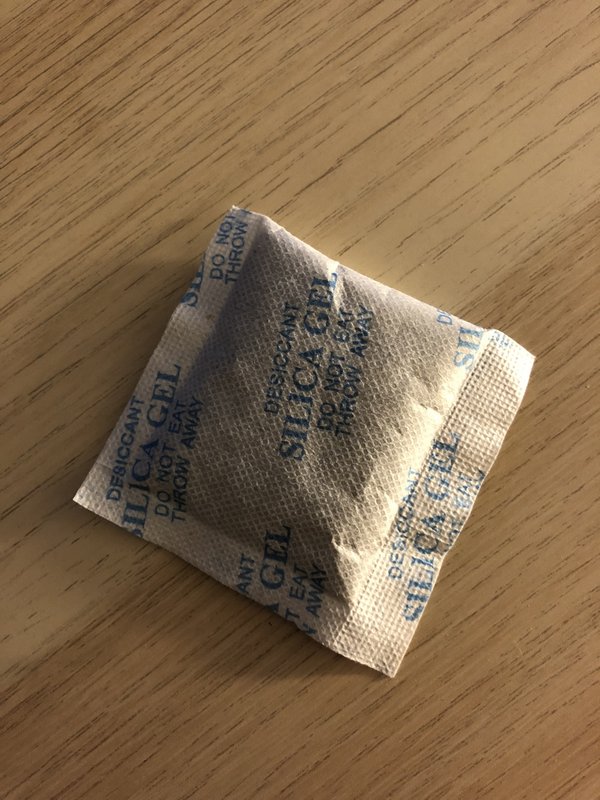 DO NOT
THROW
DESICCANT
SILICA GEL
DO NOT EAT
THROW AWAY
DESICCANT
SILICA GEL
DO NOT EAT
THROW AWAY
DESICCANT
SILICA GEL
EAT
GEL
EAT
AWAY